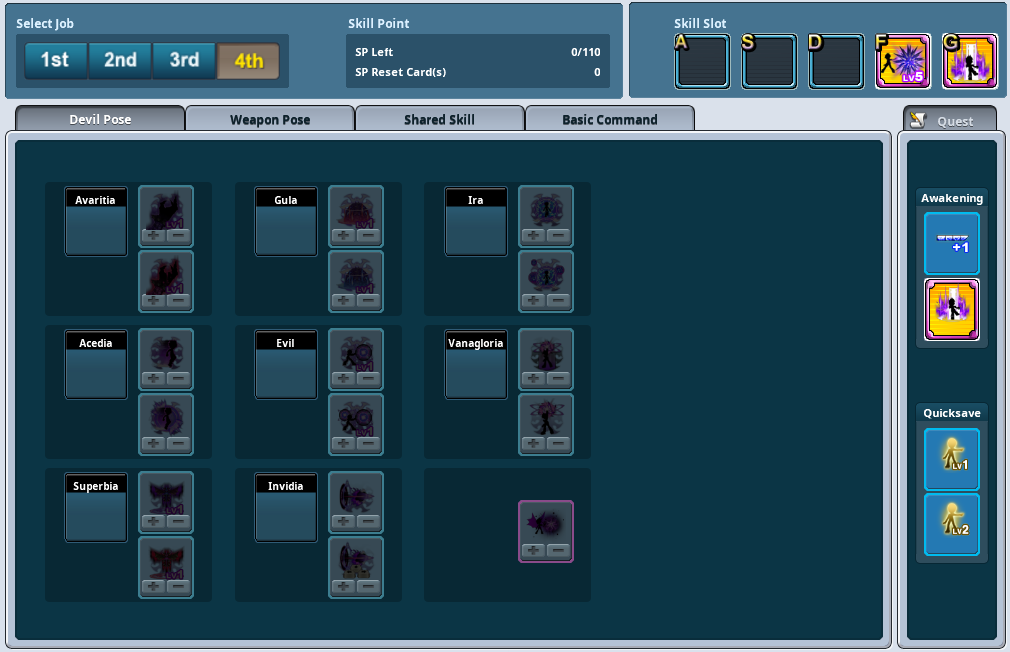 Select Job
1st 2nd 3rd 4th
Skill Point
SP Left 0/110
SP Reset Card(s) 0
Skill Slot
A S D F G
LV5
Devil Pose Weapon Pose Shared Skill Basic Command
Quest
Avaritia Gula Ira
Acedia Evil Vanagloria
Superbia Invidia
Awakening
+1
Quicksave
LV1
LV2